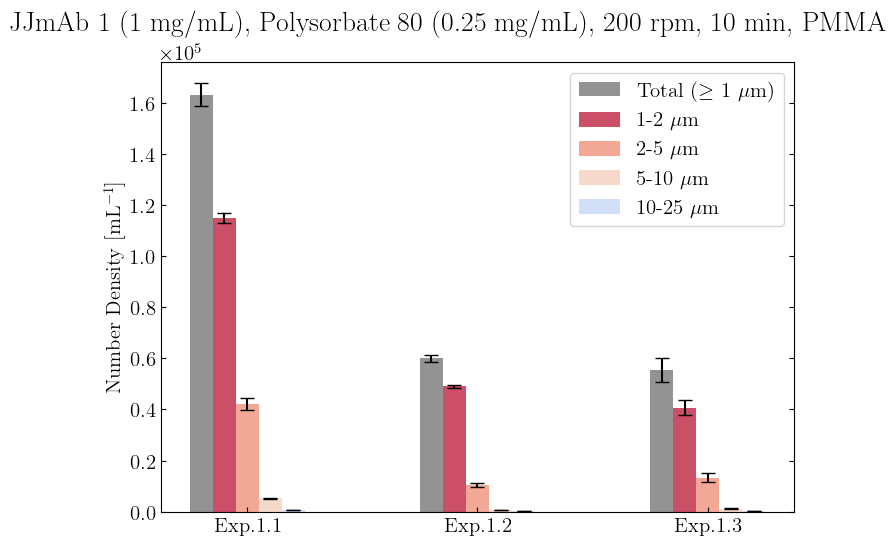 JJmAb 1 (1 mg/mL), Polysorbate 80 (0.25 mg/mL), 200 rpm, 10 min, PMMA
×10⁵
Number Density [mL⁻¹]
1.6
1.4
1.2
1.0
0.8
0.6
0.4
0.2
0.0
Total (≥ 1 μm)
1-2 μm
2-5 μm
5-10 μm
10-25 μm
Exp.1.1 Exp.1.2 Exp.1.3